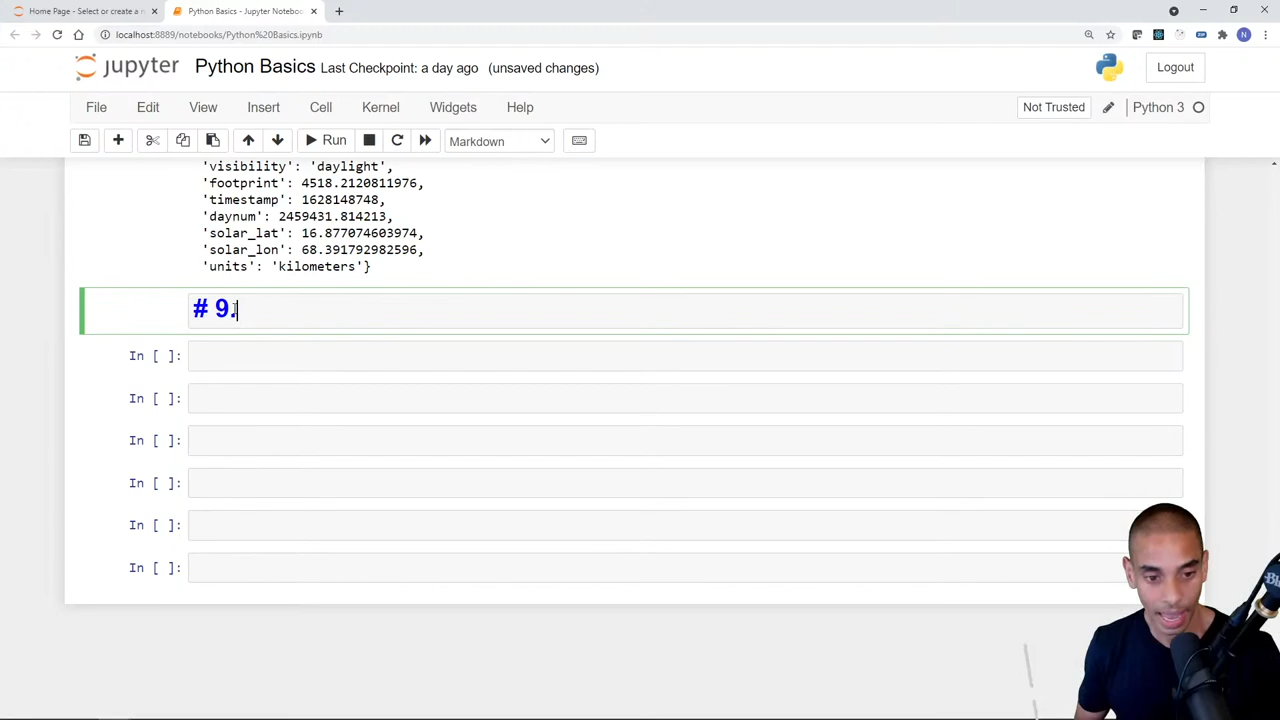 Home Page - Select or create a n
Python Basics - Jupyter Noteboo
localhost:8889/notebooks/Python%20Basics.ipynb
N
jupyter
Python Basics
Last Checkpoint: a day ago
(unsaved changes)
Logout
File
Edit
View
Insert
Cell
Kernel
Widgets
Help
Not Trusted
Python 3
Run
Markdown
'visibility': 'daylight',
'footprint': 4518.2120811976,
'timestamp': 1628148748,
'daynum': 2459431.814213,
'solar_lat': 16.877074603974,
'solar_lon': 68.391792982596,
'units': 'kilometers'}
# 9.
In [ ]:
In [ ]:
In [ ]:
In [ ]:
In [ ]:
In [ ]: